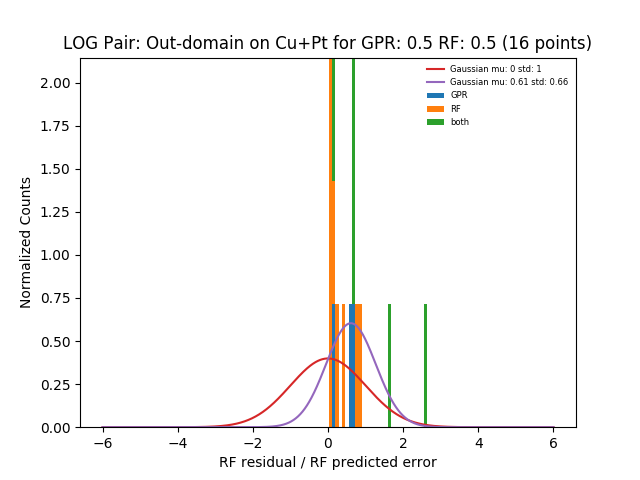 LOG Pair: Out-domain on Cu+Pt for GPR: 0.5 RF: 0.5 (16 points)
Gaussian mu: 0 std: 1
Gaussian mu: 0.61 std: 0.66
GPR
RF
both
Normalized Counts
2.00
1.75
1.50
1.25
1.00
0.75
0.50
0.25
0.00
−6 −4 −2 0 2 4 6
RF residual / RF predicted error